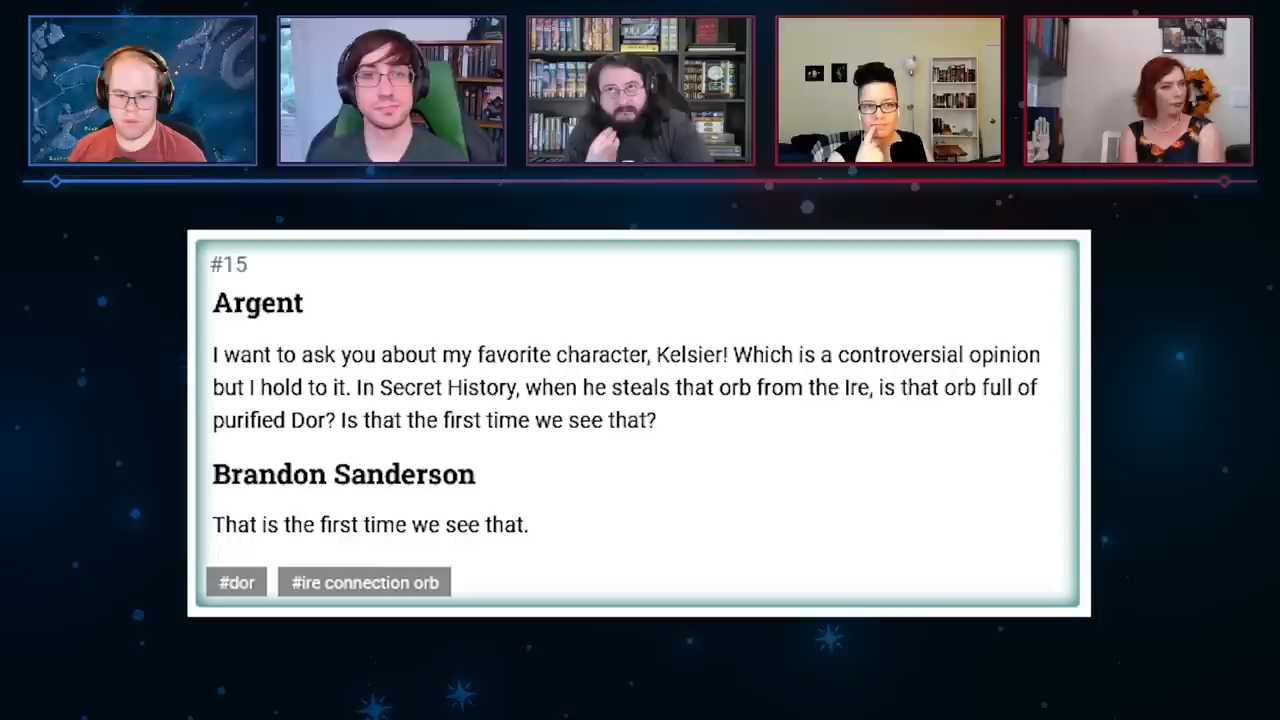 #15
Argent
I want to ask you about my favorite character, Kelsier! Which is a controversial opinion
but I hold to it. In Secret History, when he steals that orb from the Ire, is that orb full of
purified Dor? Is that the first time we see that?
Brandon Sanderson
That is the first time we see that.
#dor #ire connection orb